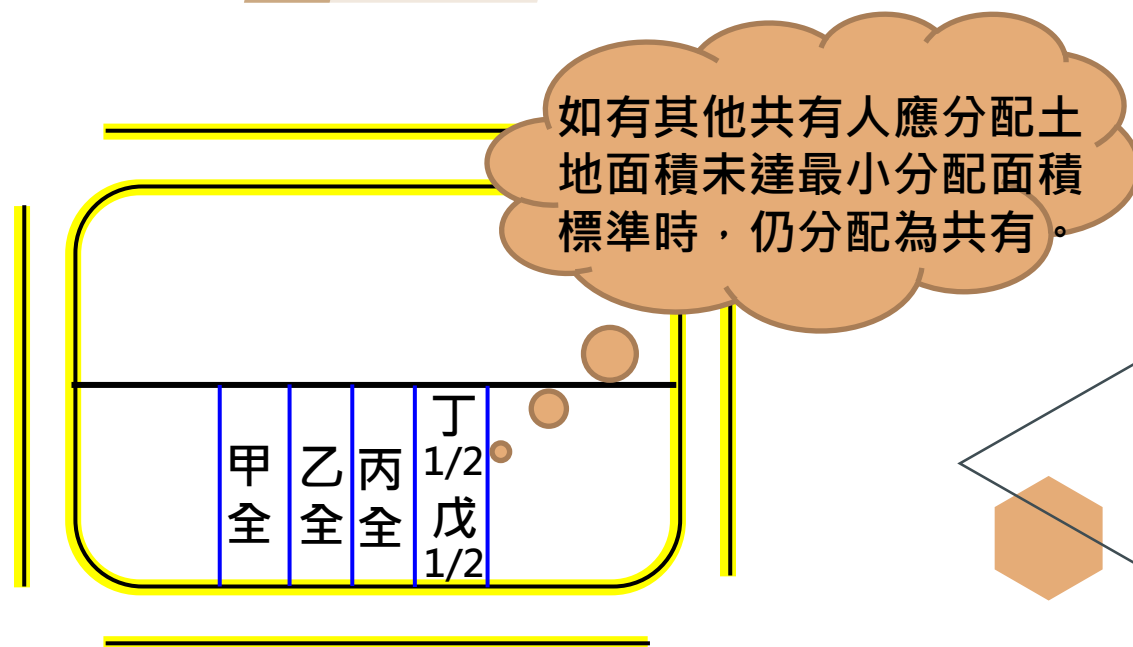 如有其他共有人應分配土
地面積未達最小分配面積
標準時，仍分配為共有。
甲
全
乙
全
丙
全
丁
1/2
戊
1/2